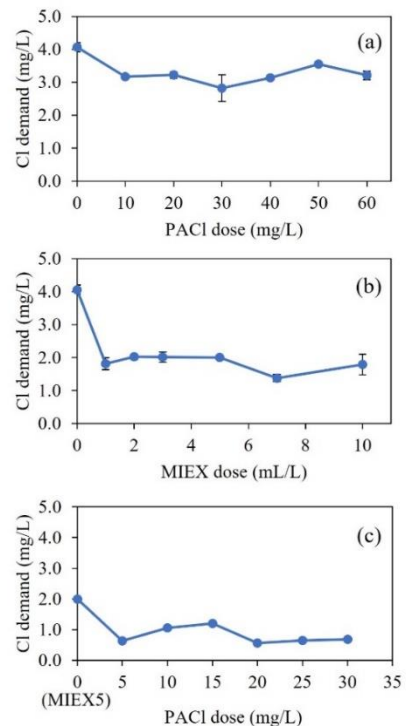 (a)
Cl demand (mg/L)
5.0
4.0
3.0
2.0
1.0
0.0
0 10 20 30 40 50 60
PACl dose (mg/L)
(b)
Cl demand (mg/L)
5.0
4.0
3.0
2.0
1.0
0.0
0 2 4 6 8 10
MIEX dose (mL/L)
(c)
Cl demand (mg/L)
5.0
4.0
3.0
2.0
1.0
0.0
0 5 10 15 20 25 30 35
(MIEX5)
PACl dose (mg/L)